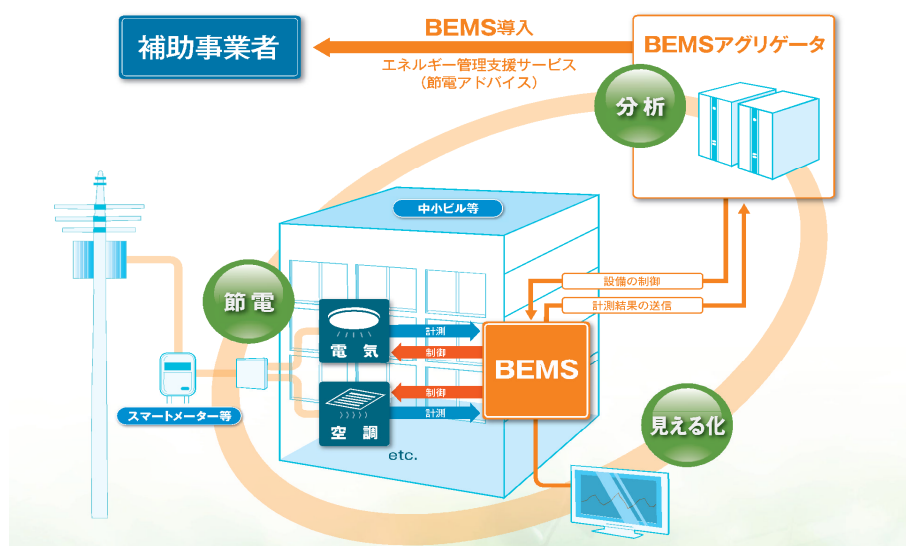 補助事業者
BEMS導入
エネルギー管理支援サービス
（節電アドバイス）
BEMSアグリゲータ
分析
中小ビル等
設備の制御
計測結果の送信
節電
電気
計測
制御
BEMS
制御
計測
空調
etc.
スマートメーター等
見える化